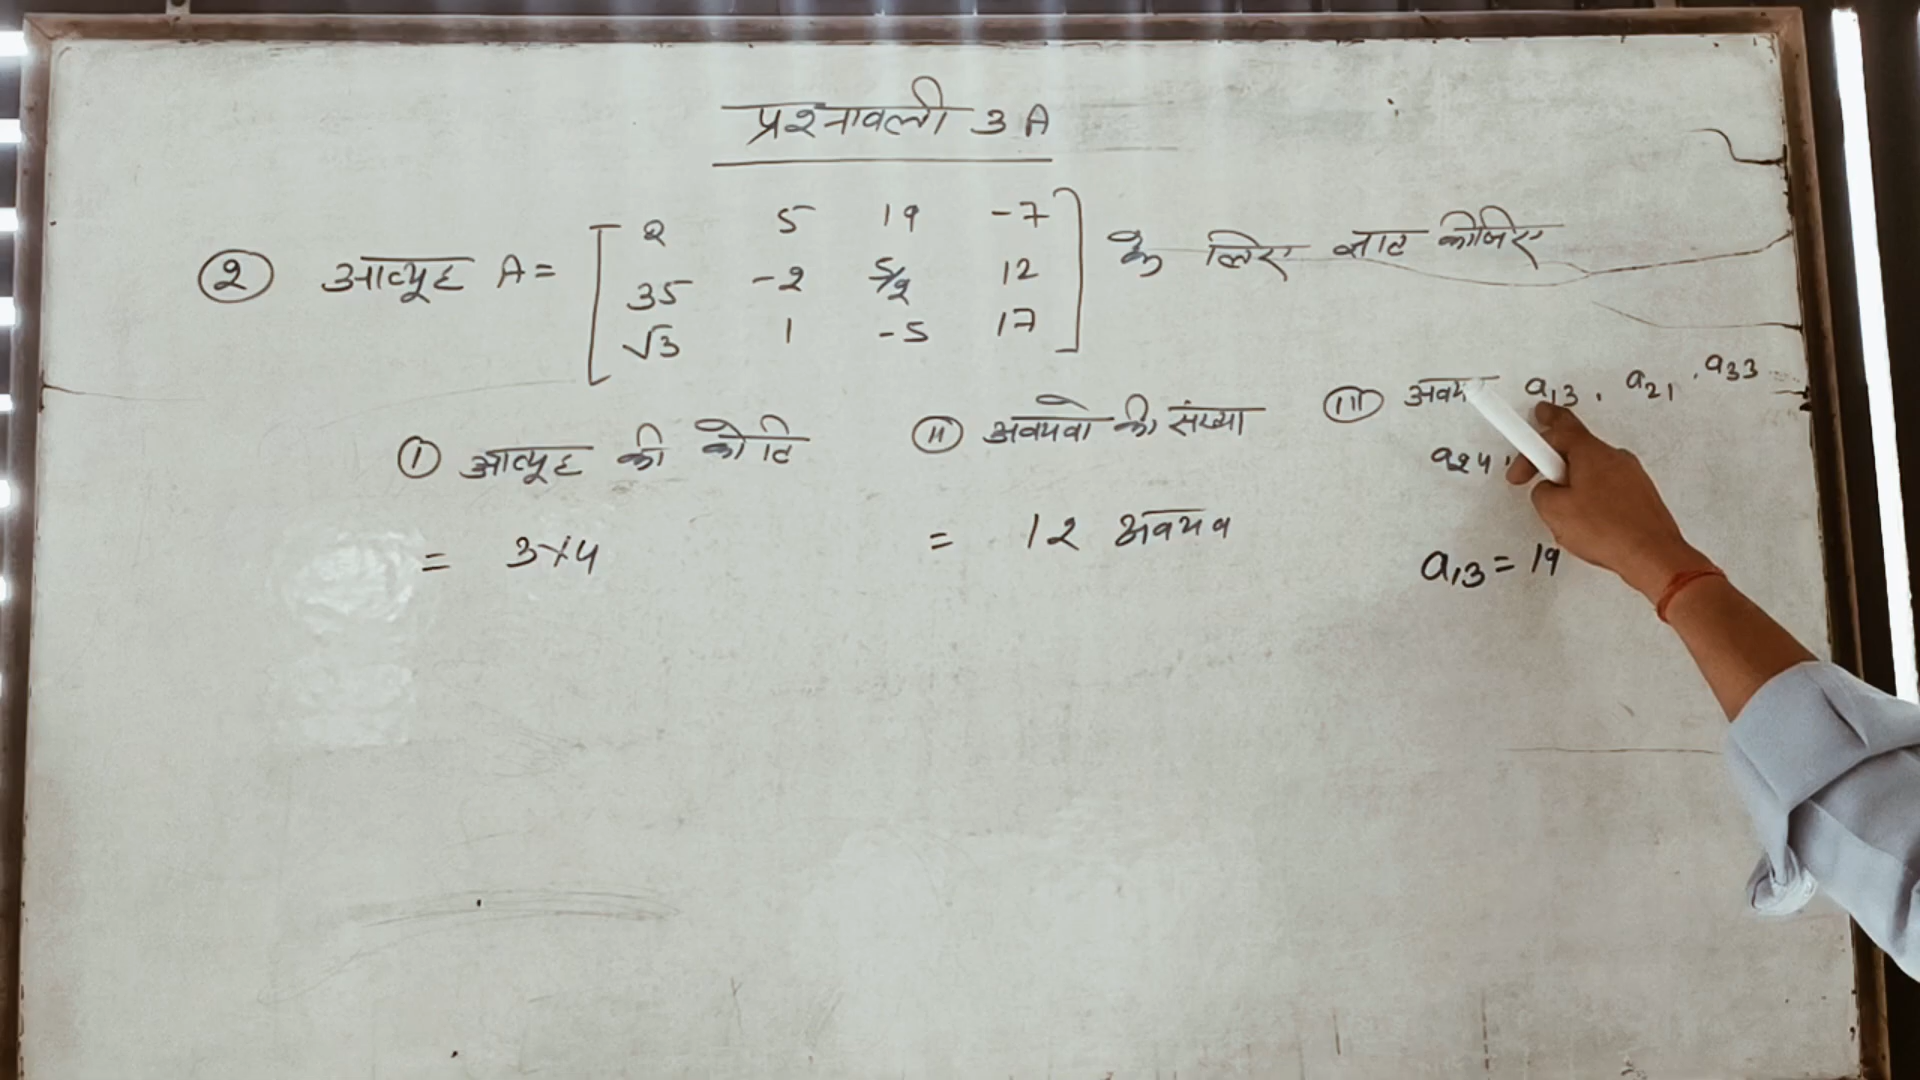 प्रश्नावली 3 A
② आव्यूह A = [ 2 5 19 -7
35 -2 5/2 12
√3 1 -5 17 ] के लिए ज्ञात कीजिए
(I) आव्यूह की कोटि
= 3×4
(II) अवयवों की संख्या
= 12 अवयव
(III) a13, a21, a33
a24,
a13 = 19